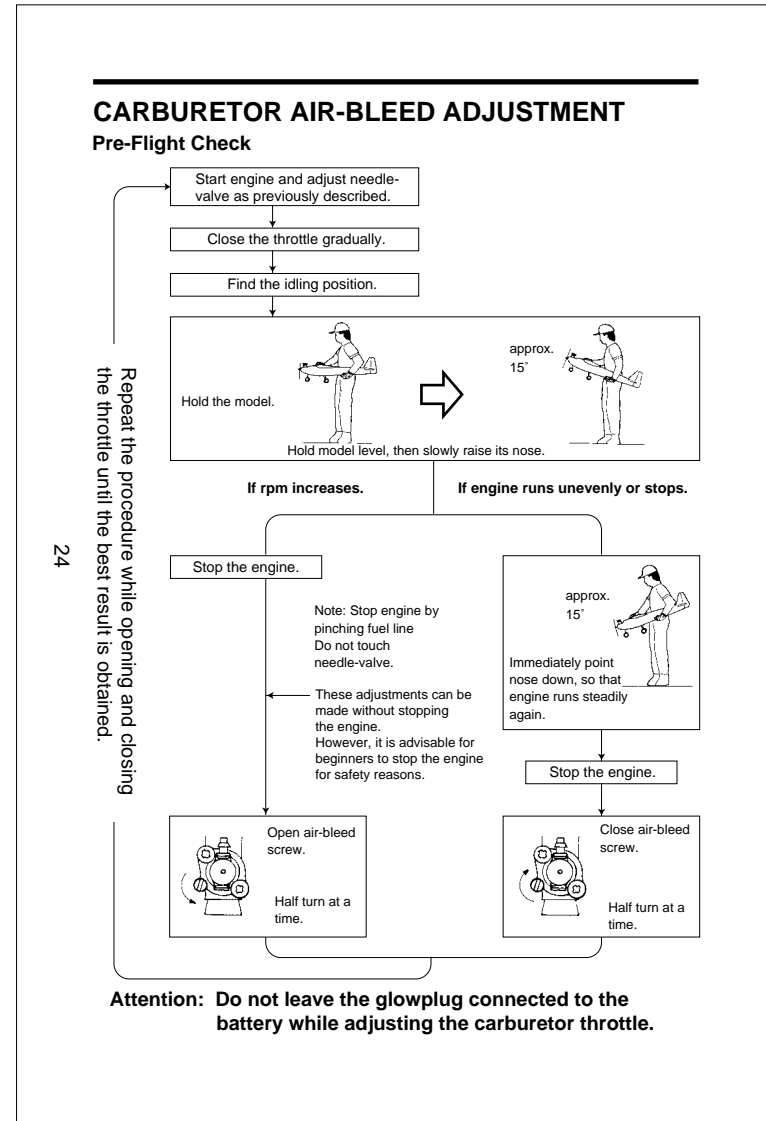 CARBURETOR AIR-BLEED ADJUSTMENT
Pre-Flight Check
Start engine and adjust needle-
valve as previously described.
Close the throttle gradually.
Find the idling position.
Hold the model.
approx.
15˚
Hold model level, then slowly raise its nose.
If rpm increases.
If engine runs unevenly or stops.
Stop the engine.
Note: Stop engine by
pinching fuel line
Do not touch
needle-valve.
These adjustments can be
made without stopping
the engine.
However, it is advisable for
beginners to stop the engine
for safety reasons.
approx.
15˚
Immediately point
nose down, so that
engine runs steadily
again.
Stop the engine.
Open air-bleed
screw.
Half turn at a
time.
Close air-bleed
screw.
Half turn at a
time.
Repeat the procedure while opening and closing
the throttle until the best result is obtained.
Attention: Do not leave the glowplug connected to the
battery while adjusting the carburetor throttle.
24